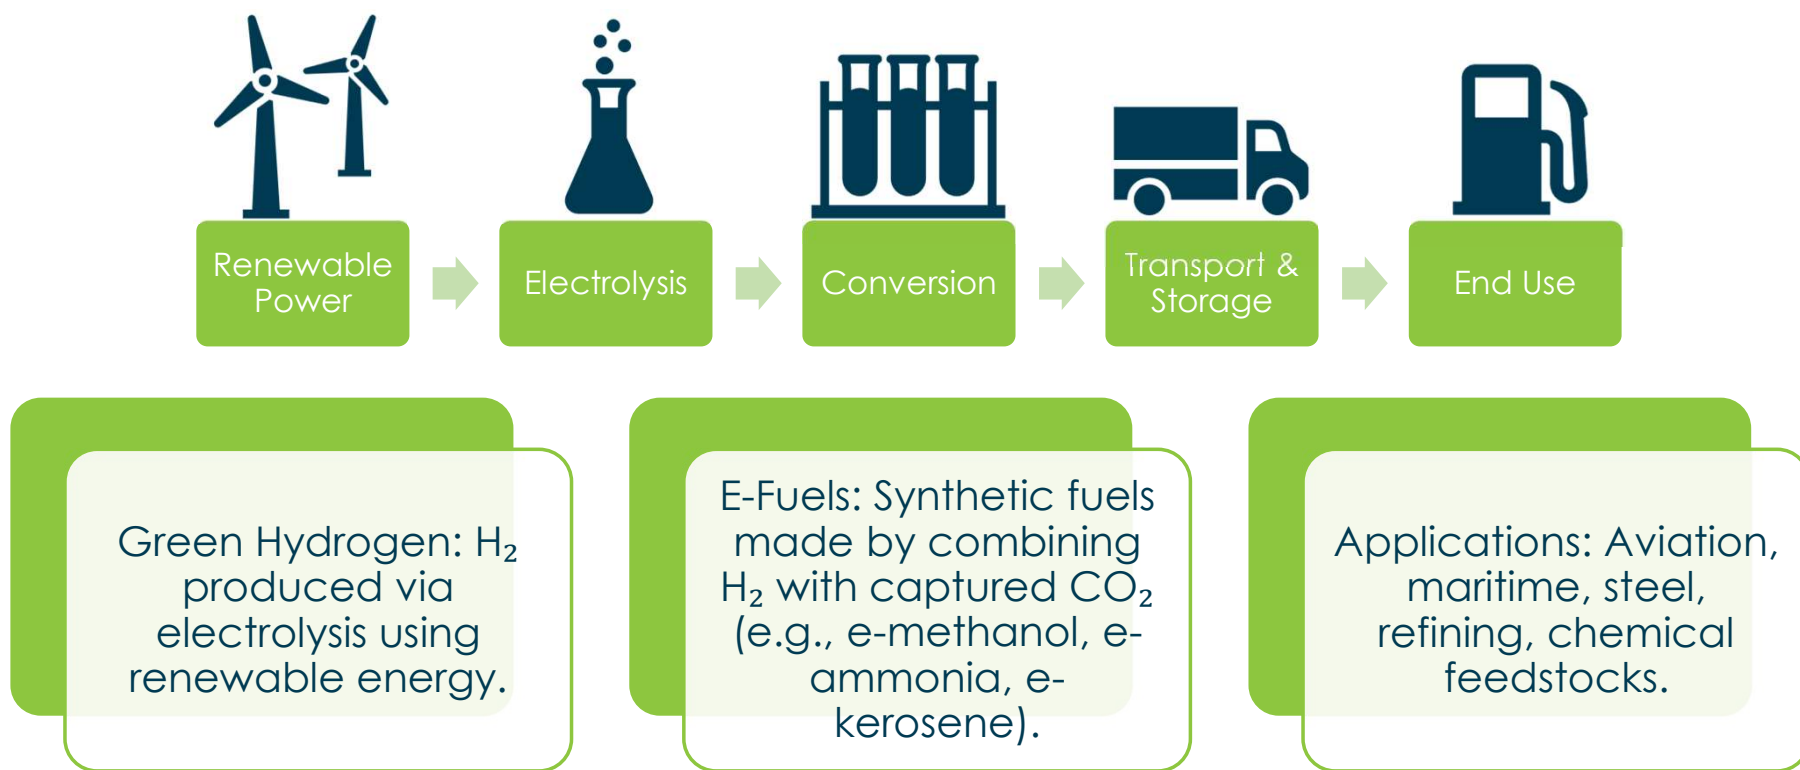 Renewable
Power
Electrolysis
Conversion
Transport &
Storage
End Use
Green Hydrogen: H₂
produced via
electrolysis using
renewable energy.
E-Fuels: Synthetic fuels
made by combining
H₂ with captured CO₂
(e.g., e-methanol, e-
ammonia, e-
kerosene).
Applications: Aviation,
maritime, steel,
refining, chemical
feedstocks.